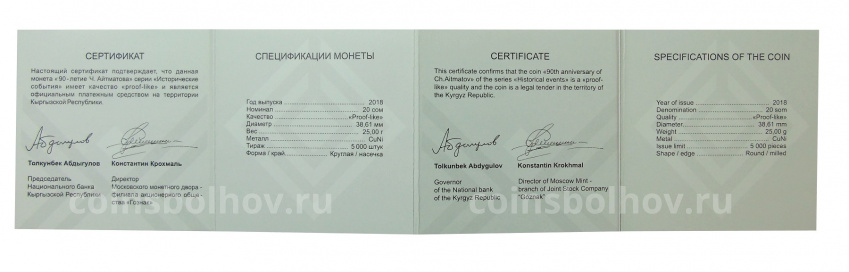 СЕРТИФИКАТ
Настоящий сертификат подтверждает, что данная
монета «90-летие Ч. Айтматова» серии «Исторические
события» имеет качество «proof-like» и является
официальным платежным средством на территории
Кыргызской Республики.
Толкунбек Абдыгулов
Константин Крохмаль
Председатель
Национального банка
Кыргызской Республики
Директор
Московского монетного двора -
филиала акционерного обще-
ства «Гознак»
СПЕЦИФИКАЦИИ МОНЕТЫ
Год выпуска 2018
Номинал 20 сом
Качество «Proof-like»
Диаметр 38,61 мм
Вес 25,00 г
Металл CuNi
Тираж 5 000 штук
Форма / край Круглая / насечка
CERTIFICATE
This certificate confirms that the coin «90th anniversary of
Ch.Aitmatov» of the series «Historical events» is a «proof-
like» quality and the coin is a legal tender in the territory of
the Kyrgyz Republic.
Tolkunbek Abdygulov
Konstantin Krokhmal
Governor
of the National bank
of the Kyrgyz Republic
Director of Moscow Mint -
branch of Joint Stock Company
"Goznak"
SPECIFICATIONS OF THE COIN
Year of issue 2018
Denomination 20 som
Quality «Proof-like»
Diameter 38,61 mm
Weight 25,00 g
Metal CuNi
Issue limit 5 000 pieces
Shape / edge Round / milled
coinsbolhov.ru
coinsbolhov.ru